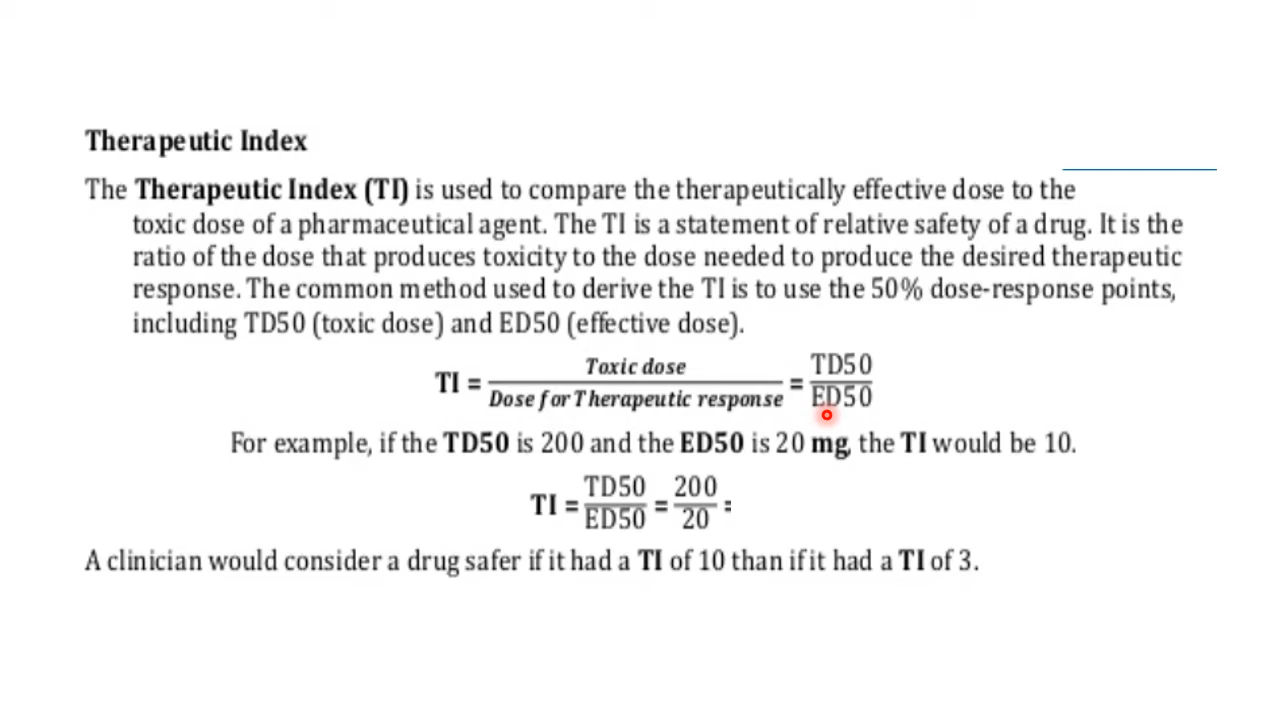 Therapeutic Index
The Therapeutic Index (TI) is used to compare the therapeutically effective dose to the
toxic dose of a pharmaceutical agent. The TI is a statement of relative safety of a drug. It is the
ratio of the dose that produces toxicity to the dose needed to produce the desired therapeutic
response. The common method used to derive the TI is to use the 50% dose-response points,
including TD50 (toxic dose) and ED50 (effective dose).
TI = Toxic dose / Dose for Therapeutic response = TD50 / ED50
For example, if the TD50 is 200 and the ED50 is 20 mg, the TI would be 10.
TI = TD50 / ED50 = 200 / 20 =
A clinician would consider a drug safer if it had a TI of 10 than if it had a TI of 3.